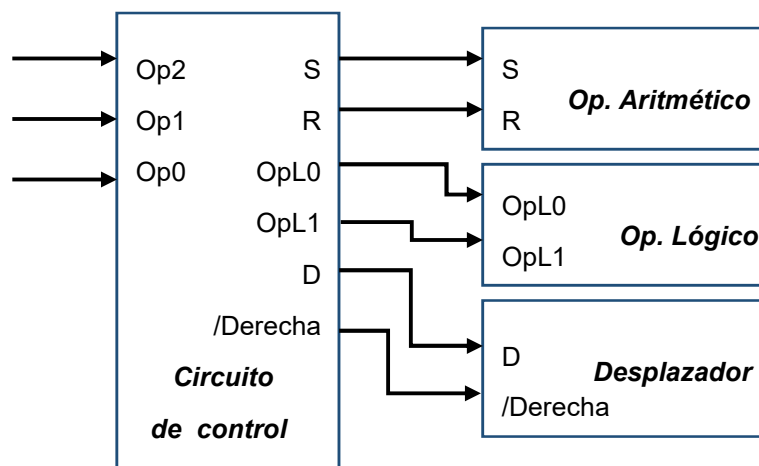 Op2
Op1
Op0
S
R
OpL0
OpL1
D
/Derecha
Circuito
de control
S
R
Op. Aritmético
OpL0
OpL1
Op. Lógico
D
/Derecha
Desplazador